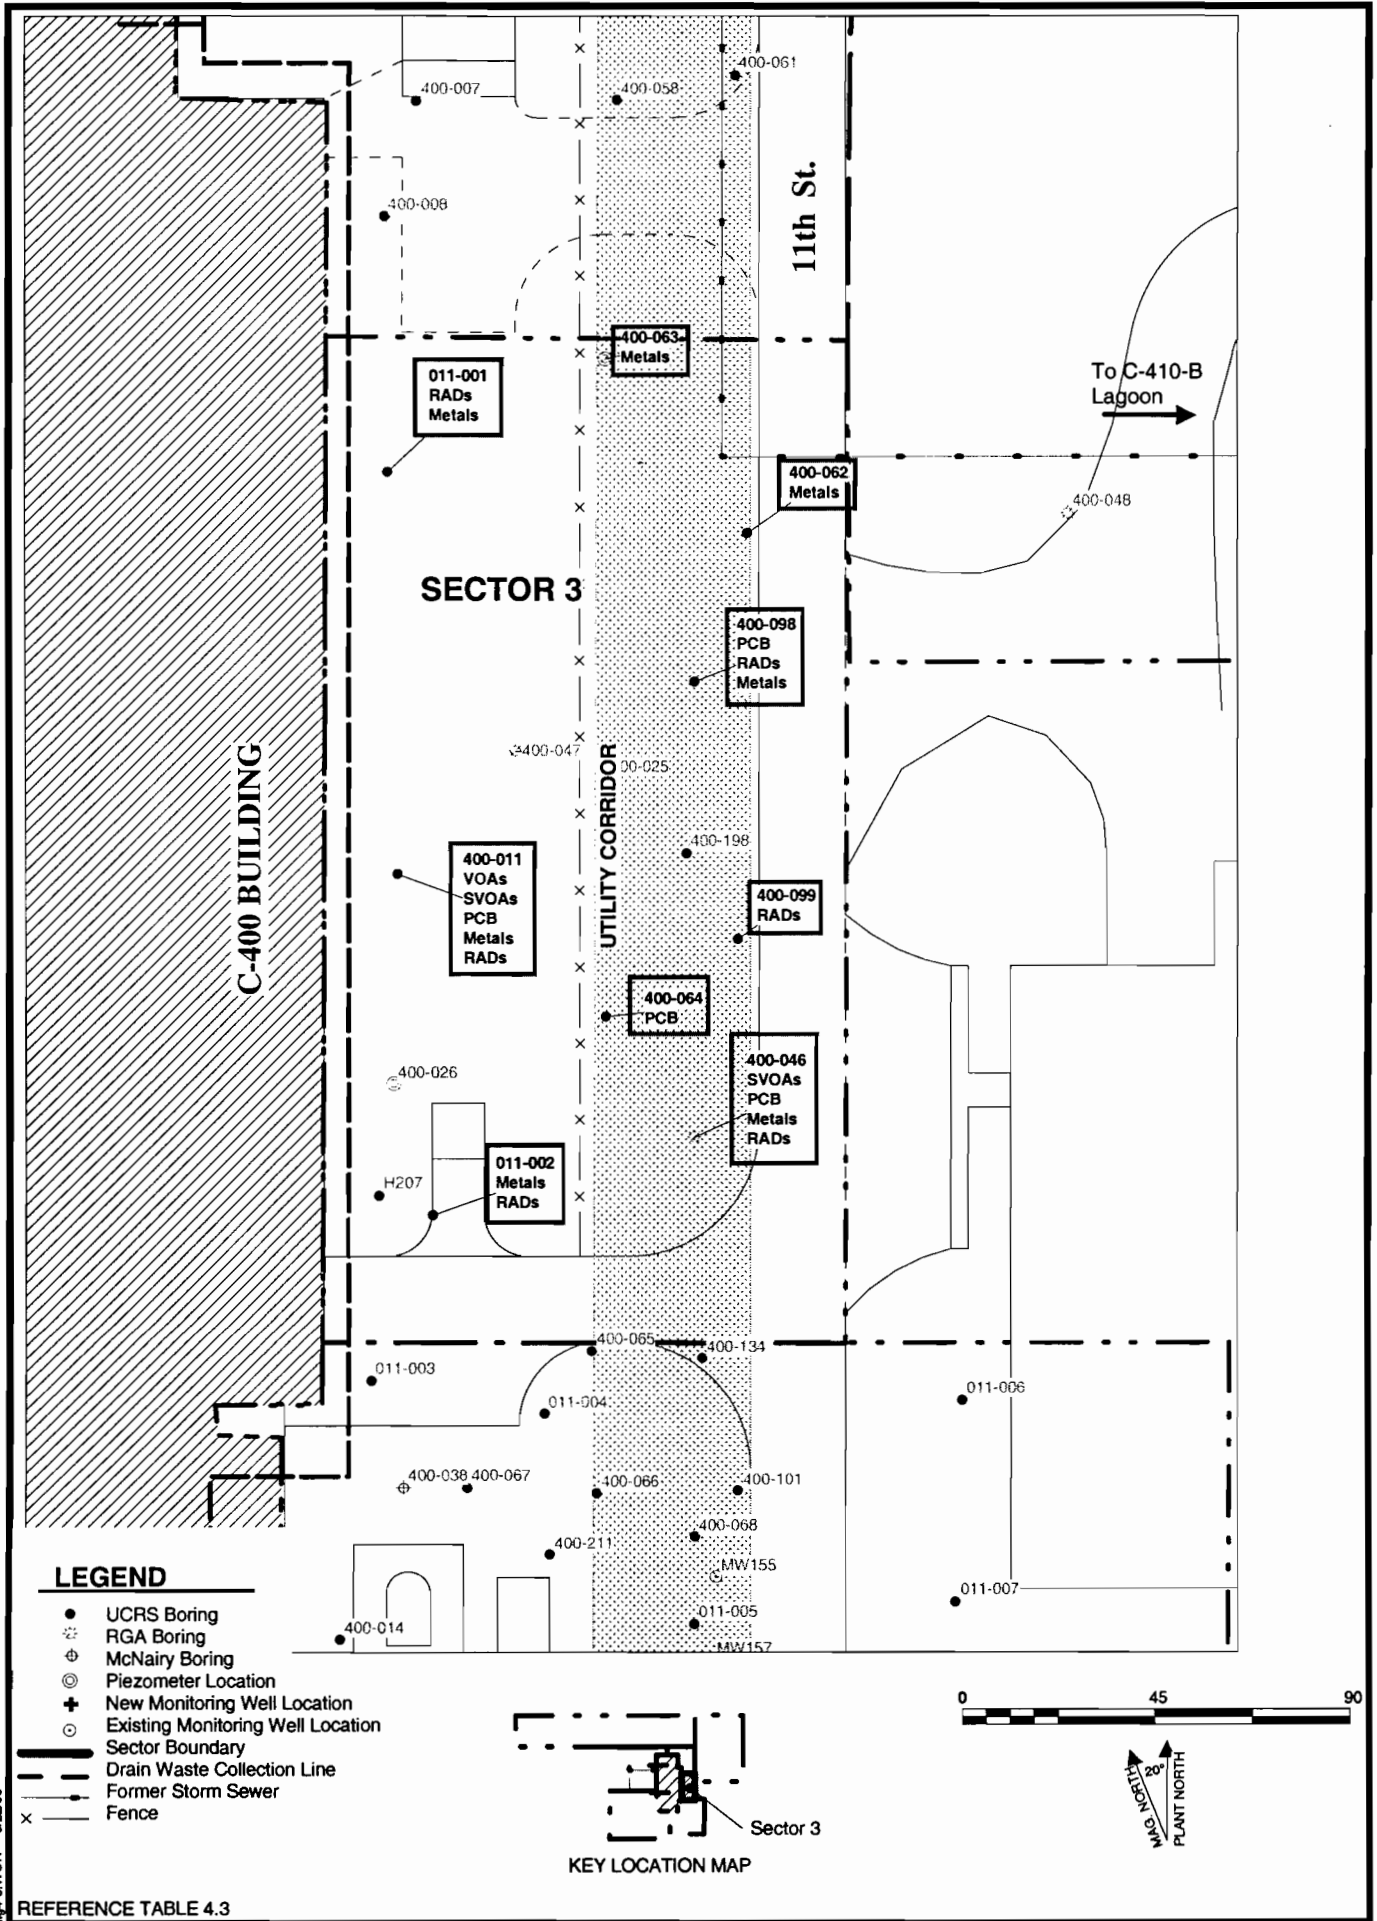 400-061
400-007
400-058
11th St.
400-008
400-063
Metals
To C-410-B
Lagoon
011-001
RADs
Metals
400-062
Metals
400-048
SECTOR 3
400-098
PCB
RADs
Metals
C-400 BUILDING
UTILITY CORRIDOR
400-047
00-025
400-198
400-011
VOAs
SVOAs
PCB
Metals
RADs
400-099
RADs
400-064
PCB
400-046
SVOAs
PCB
Metals
RADs
400-026
011-002
Metals
RADs
H207
400-065
400-134
011-003
011-006
011-004
400-038
400-067
400-066
400-101
400-068
400-211
MW155
011-007
011-005
400-014
MW157
LEGEND
UCRS Boring
RGA Boring
McNairy Boring
Piezometer Location
New Monitoring Well Location
Existing Monitoring Well Location
Sector Boundary
Drain Waste Collection Line
Former Storm Sewer
Fence
0 45 90
20°
MAG. NORTH
PLANT NORTH
Sector 3
KEY LOCATION MAP
REFERENCE TABLE 4.3